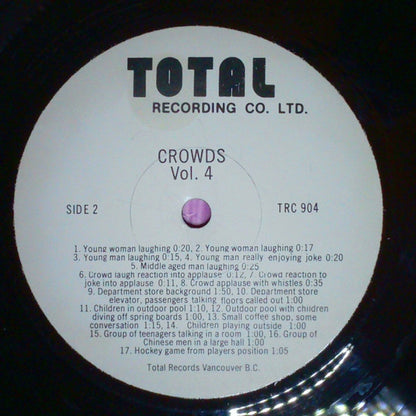 TOTAL
RECORDING CO. LTD.
CROWDS
Vol. 4
SIDE 2 TRC 904
1. Young woman laughing 0:20, 2. Young woman laughing 0:17
3. Young man laughing 0:15, 4. Young man really enjoying joke 0:20
5. Middle aged man laughing 0:25
6. Crowd laugh reaction into applause 0:12, 7. Crowd reaction to
joke into applause 0:11, 8. Crowd applause with whistles 0:35
9. Department store background 1:50, 10. Department store
elevator, passengers talking floors called out 1:00
11. Children in outdoor pool 1:10, 12. Outdoor pool with children
diving off spring boards 1:00, 13. Small coffee shop, some
conversation 1:15, 14. Children playing outside 1:00
15. Group of teenagers talking in a room 1:00, 16. Group of
Chinese men in a large hall 1:00
17. Hockey game from players position 1:05
Total Records Vancouver B.C.